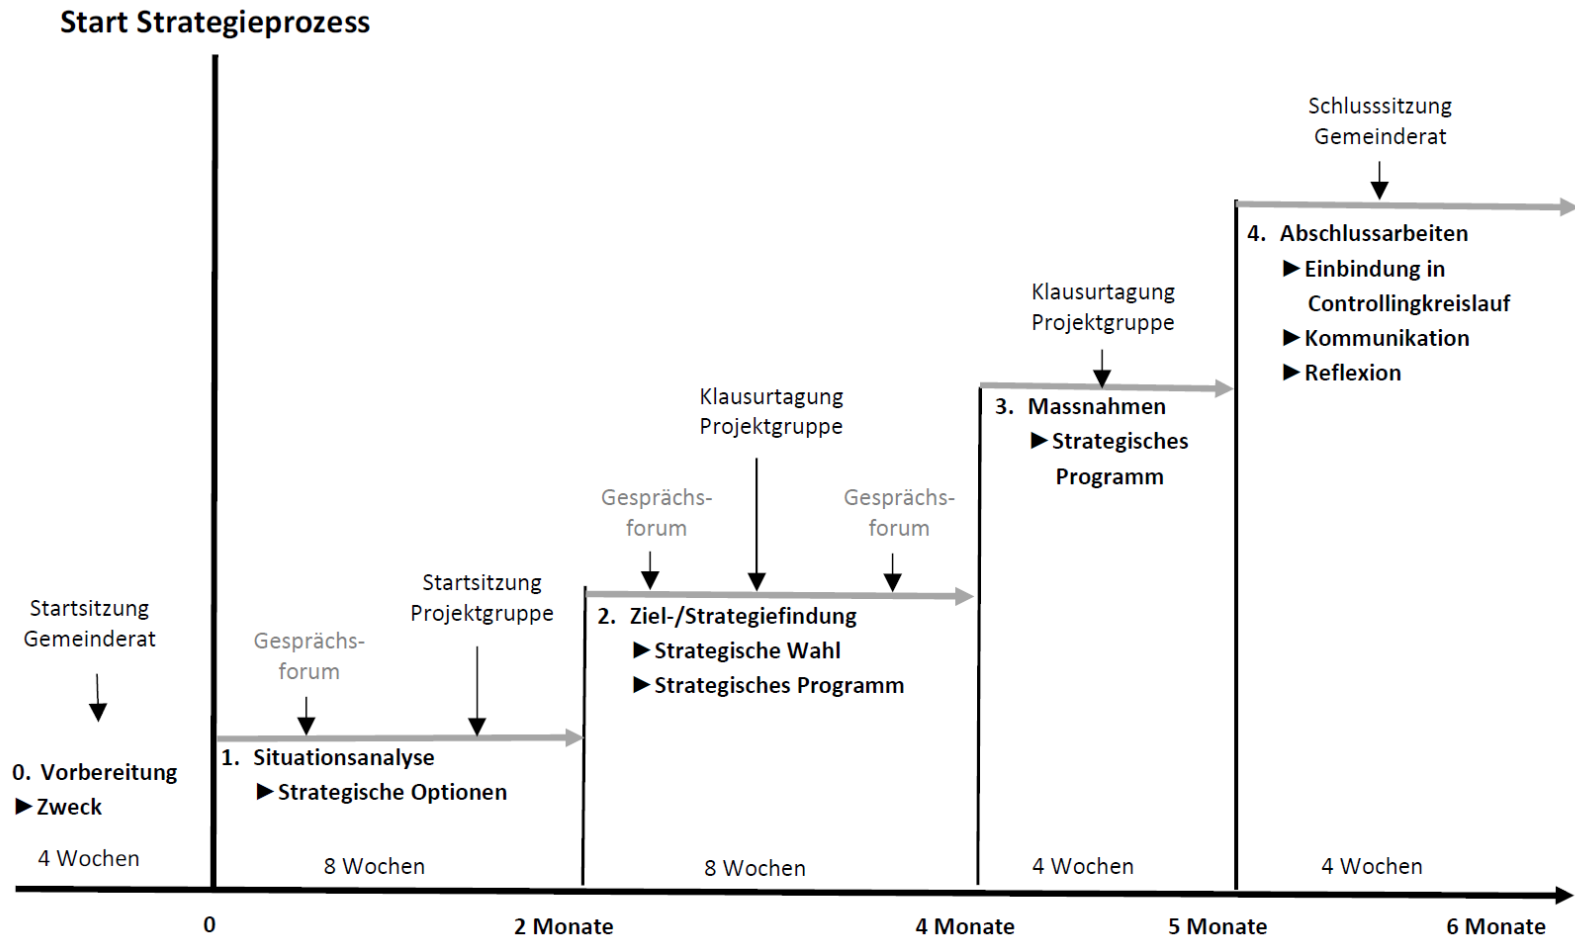 Start Strategieprozess
Schlusssitzung
Gemeinderat
4. Abschlussarbeiten
►Einbindung in
Controllingkreislauf
►Kommunikation
►Reflexion
Klausurtagung
Projektgruppe
3. Massnahmen
►Strategisches
Programm
Klausurtagung
Projektgruppe
Gesprächs-
forum
Gesprächs-
forum
2. Ziel-/Strategiefindung
►Strategische Wahl
►Strategisches Programm
Startsitzung
Projektgruppe
Gesprächs-
forum
1. Situationsanalyse
►Strategische Optionen
Startsitzung
Gemeinderat
0. Vorbereitung
►Zweck
4 Wochen
8 Wochen
8 Wochen
4 Wochen
4 Wochen
0
2 Monate
4 Monate
5 Monate
6 Monate